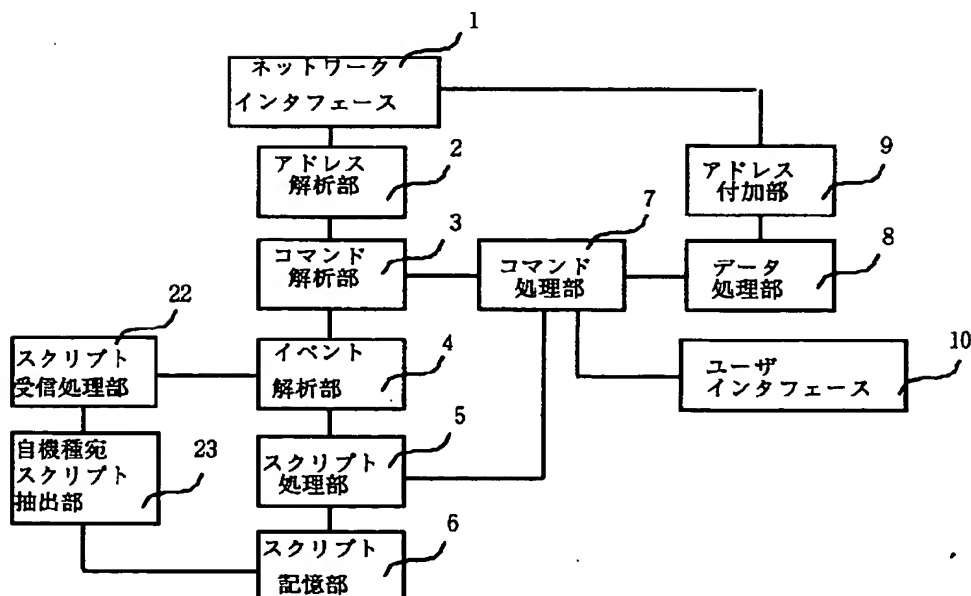 1
ネットワーク
インタフェース
2
アドレス
解析部
9
アドレス
付加部
3
コマンド
解析部
7
コマンド
処理部
8
データ
処理部
22
スクリプト
受信処理部
4
イベント
解析部
10
ユーザ
インタフェース
23
自機種宛
スクリプト
抽出部
5
スクリプト
処理部
6
スクリプト
記憶部